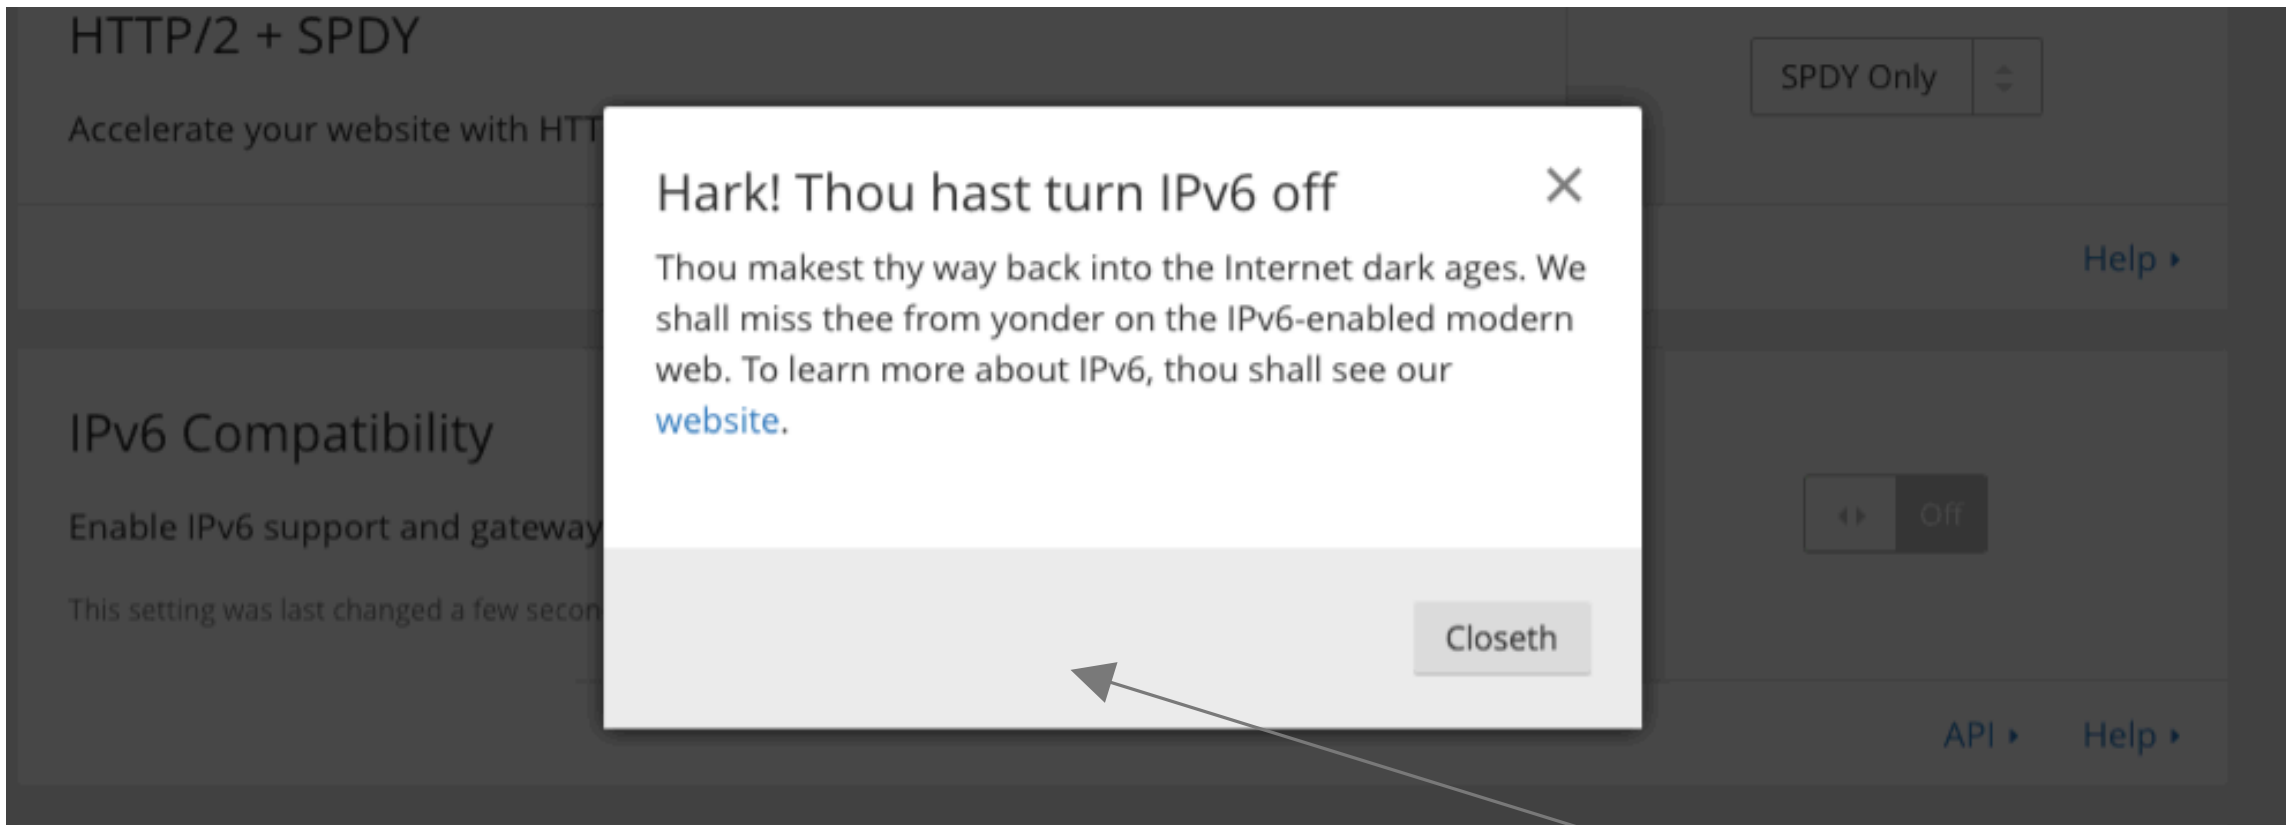 HTTP/2 + SPDY
SPDY Only
Accelerate your website with HTT
Hark! Thou hast turn IPv6 off
Thou makest thy way back into the Internet dark ages. We
shall miss thee from yonder on the IPv6-enabled modern
web. To learn more about IPv6, thou shall see our
website.
Help
IPv6 Compatibility
Enable IPv6 support and gateway
Off
This setting was last changed a few secon
Closeth
API Help